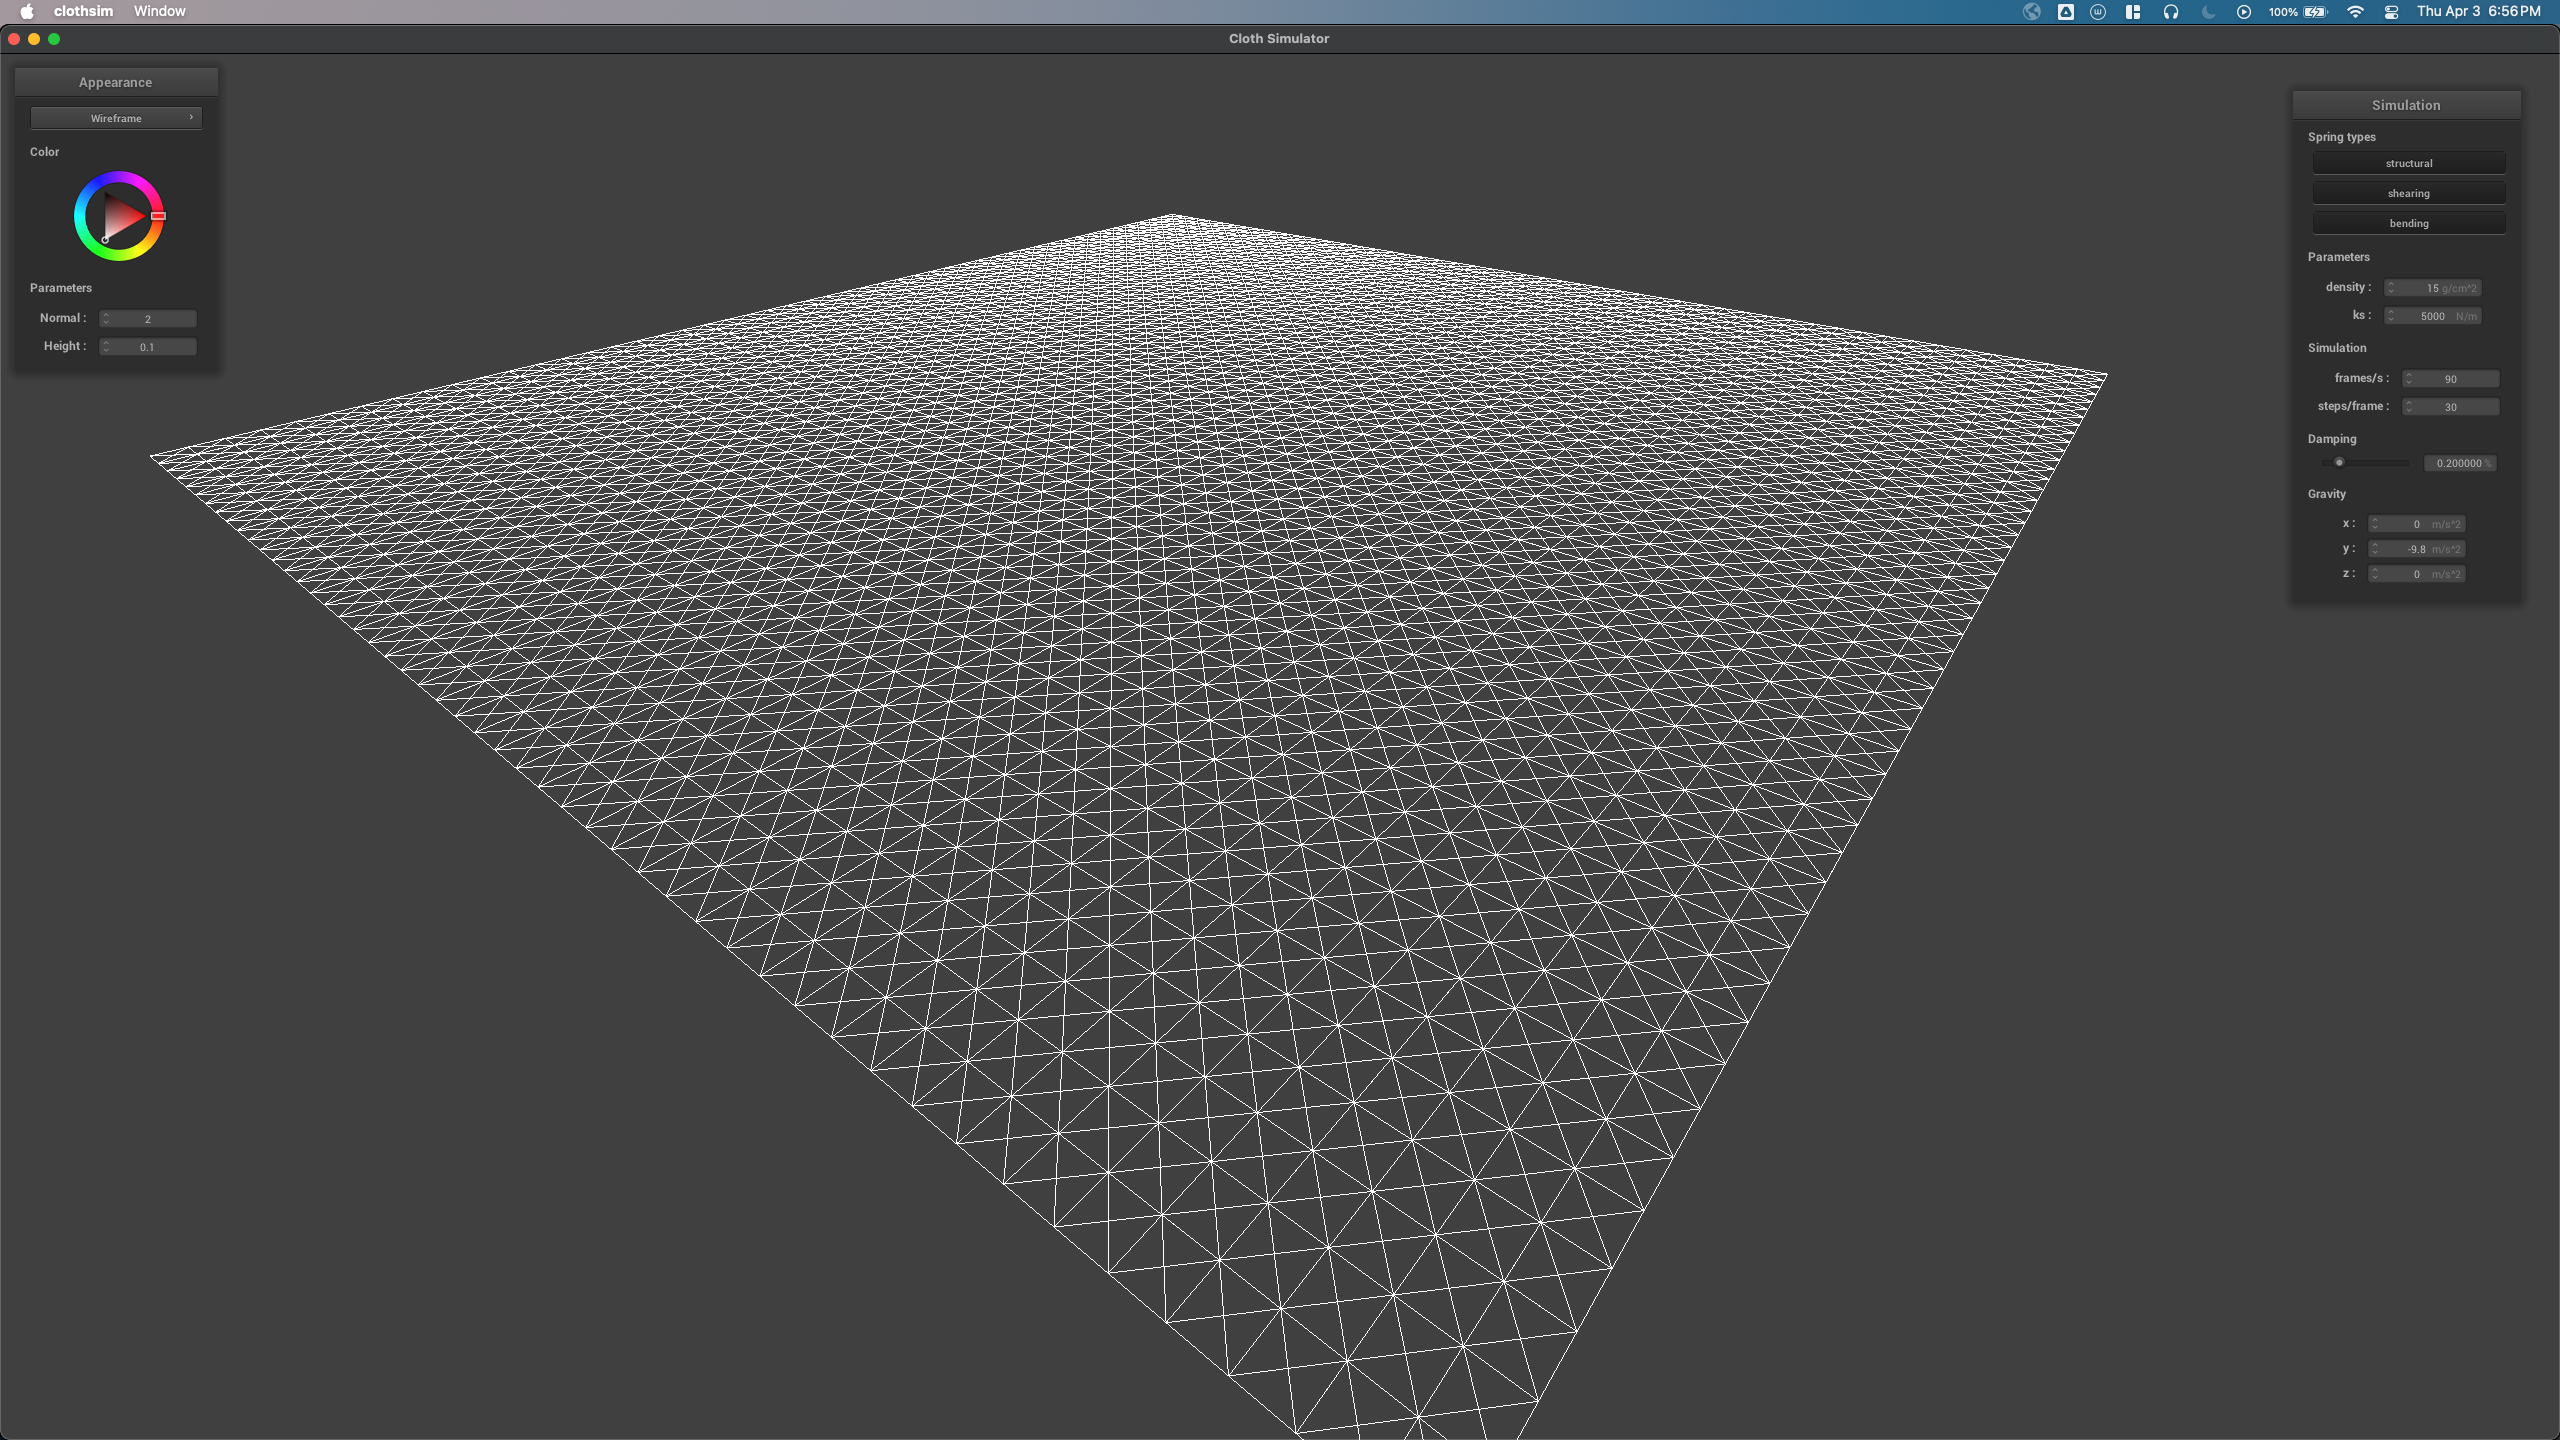 clothsim Window
100% Thu Apr 3 6:56 PM
Cloth Simulator
Appearance
Wireframe
Color
Parameters
Normal : 2
Height : 0.1
Simulation
Spring types
structural
shearing
bending
Parameters
density : 15 g/cm^2
ks : 5000 N/m
Simulation
frames/s : 90
steps/frame : 30
Damping
0.200000 %
Gravity
x : 0 m/s^2
y : -9.8 m/s^2
z : 0 m/s^2